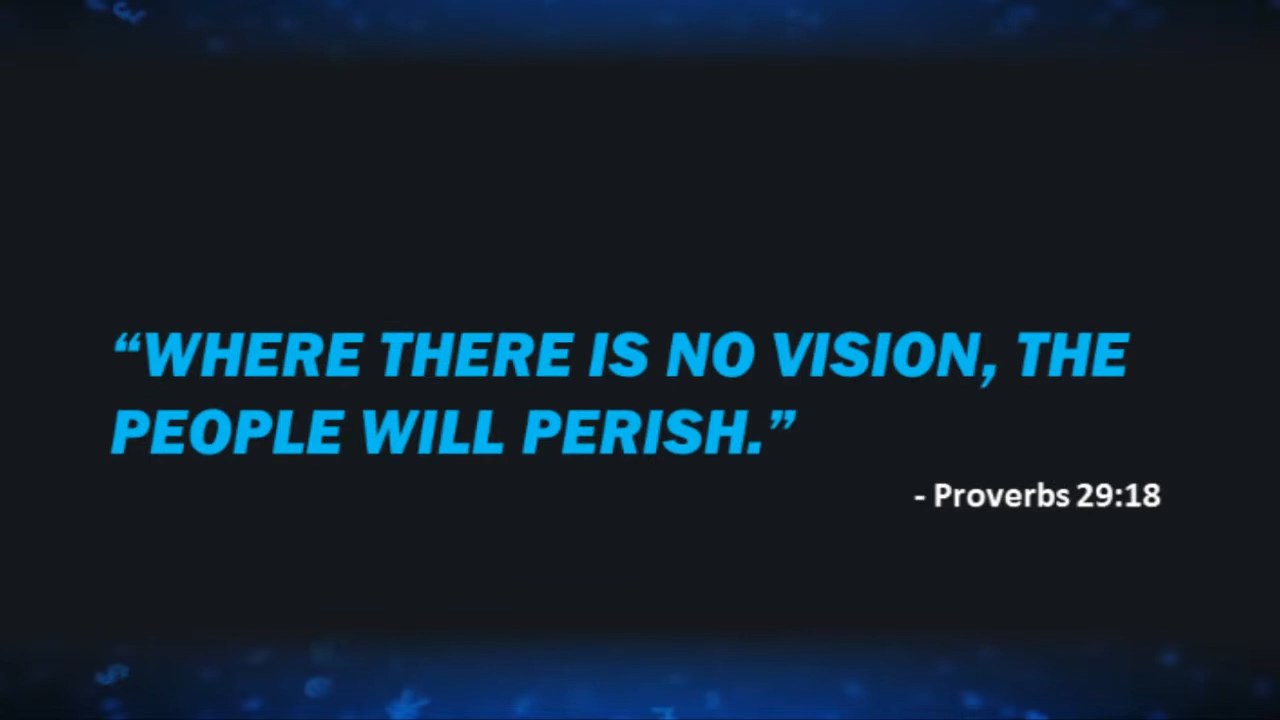 “WHERE THERE IS NO VISION, THE
PEOPLE WILL PERISH.”
- Proverbs 29:18